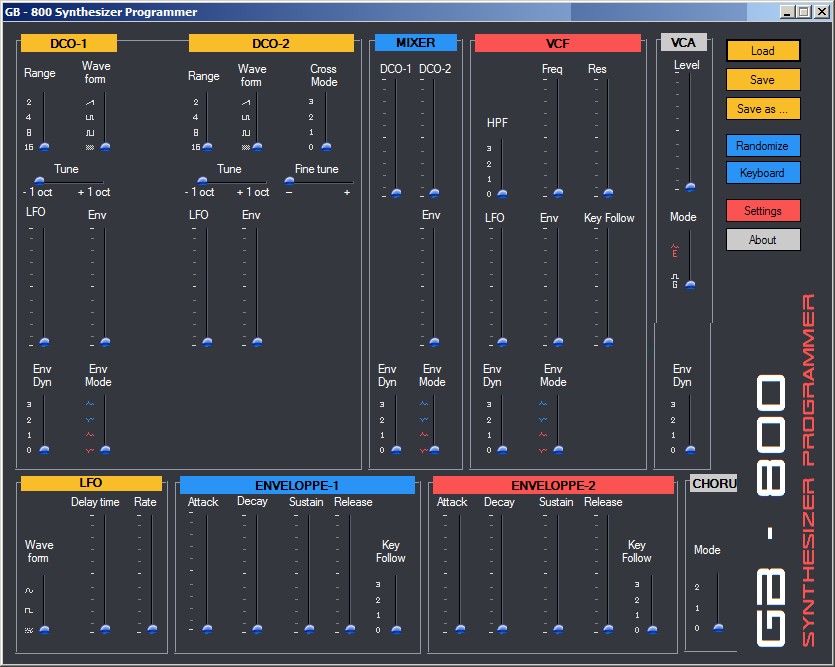 GB - 800 Synthesizer Programmer
DCO-1
DCO-2
MIXER
VCF
VCA
Load
Save
Save as ...
Randomize
Keyboard
Settings
About
Range
Wave
form
Range
Wave
form
Cross
Mode
2
4
8
16
2
4
8
16
3
2
1
0
Tune
- 1 oct
+ 1 oct
Tune
- 1 oct
+ 1 oct
Fine tune
−
+
LFO
Env
LFO
Env
Env
Dyn
Env
Mode
3
2
1
0
DCO-1
DCO-2
Env
Env
Dyn
Env
Mode
3
2
1
0
Freq
Res
HPF
3
2
1
0
LFO
Env
Key Follow
Env
Dyn
Env
Mode
3
2
1
0
Level
Mode
E
G
Env
Dyn
3
2
1
0
LFO
Delay time
Rate
Wave
form
ENVELOPPE-1
Attack
Decay
Sustain
Release
Key
Follow
3
2
1
0
ENVELOPPE-2
Attack
Decay
Sustain
Release
Key
Follow
3
2
1
0
CHORU
Mode
2
1
0
GB - 800
SYNTHESIZER PROGRAMMER